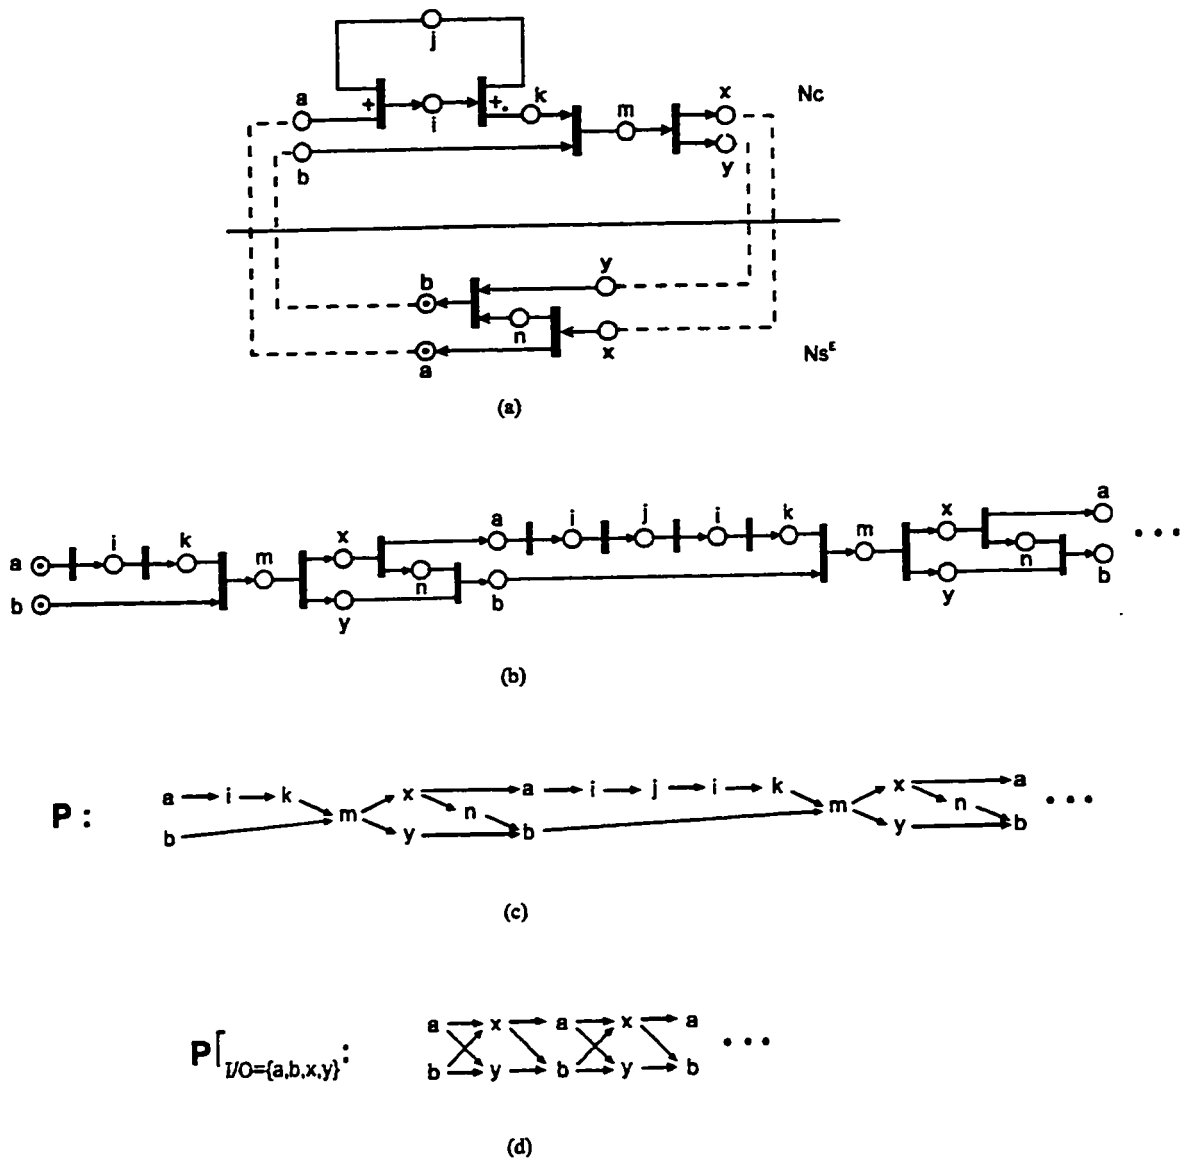 j
Nc
a + i +. k m x
b y
b y
n x
a Ns^E
(a)
a i k m x a i j i k m x a ...
n n
b y b y b
(b)
P: a i k m x a i j i k m x a ...
n n
b y b y b
(c)
P⌈I/O={a,b,x,y}: a x a x a ...
b y b y b
(d)